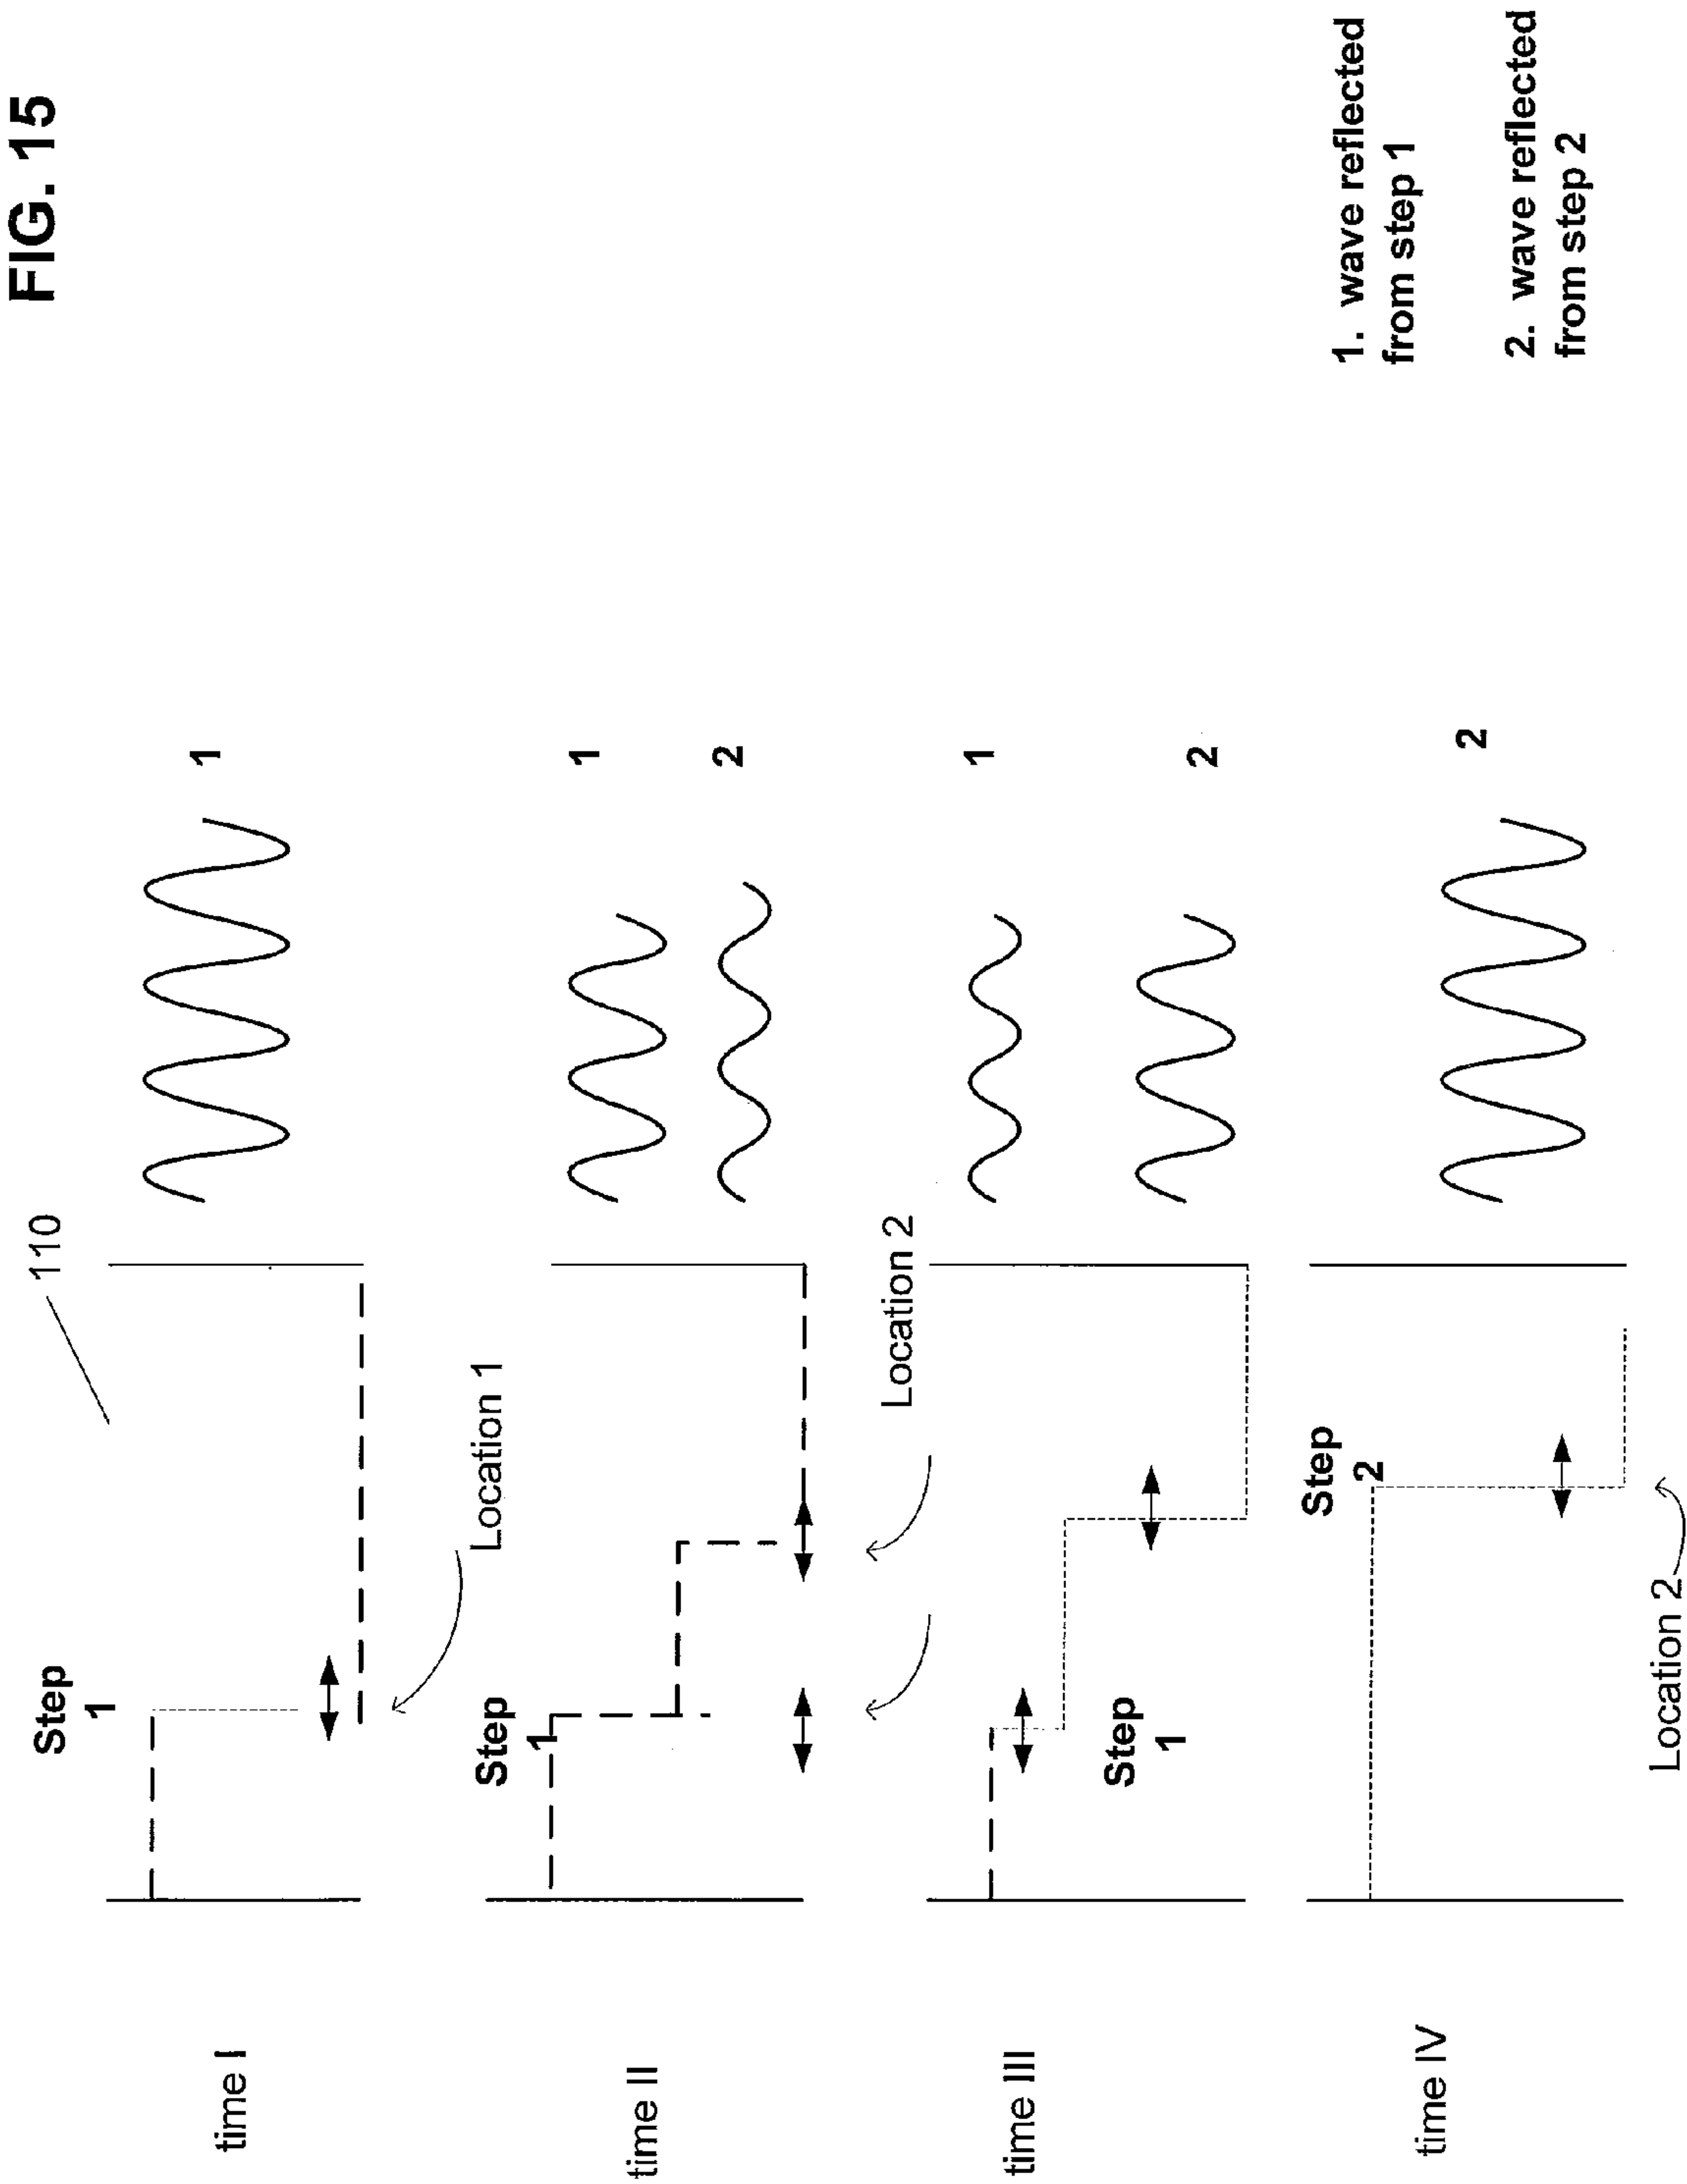 FIG. 15
110
Step
1
time I
1
Location 1
Step
1
time II
1
2
Location 2
time III
1
2
Step
1
Step
2
time IV
2
Location 2
1. wave reflected
from step 1
2. wave reflected
from step 2